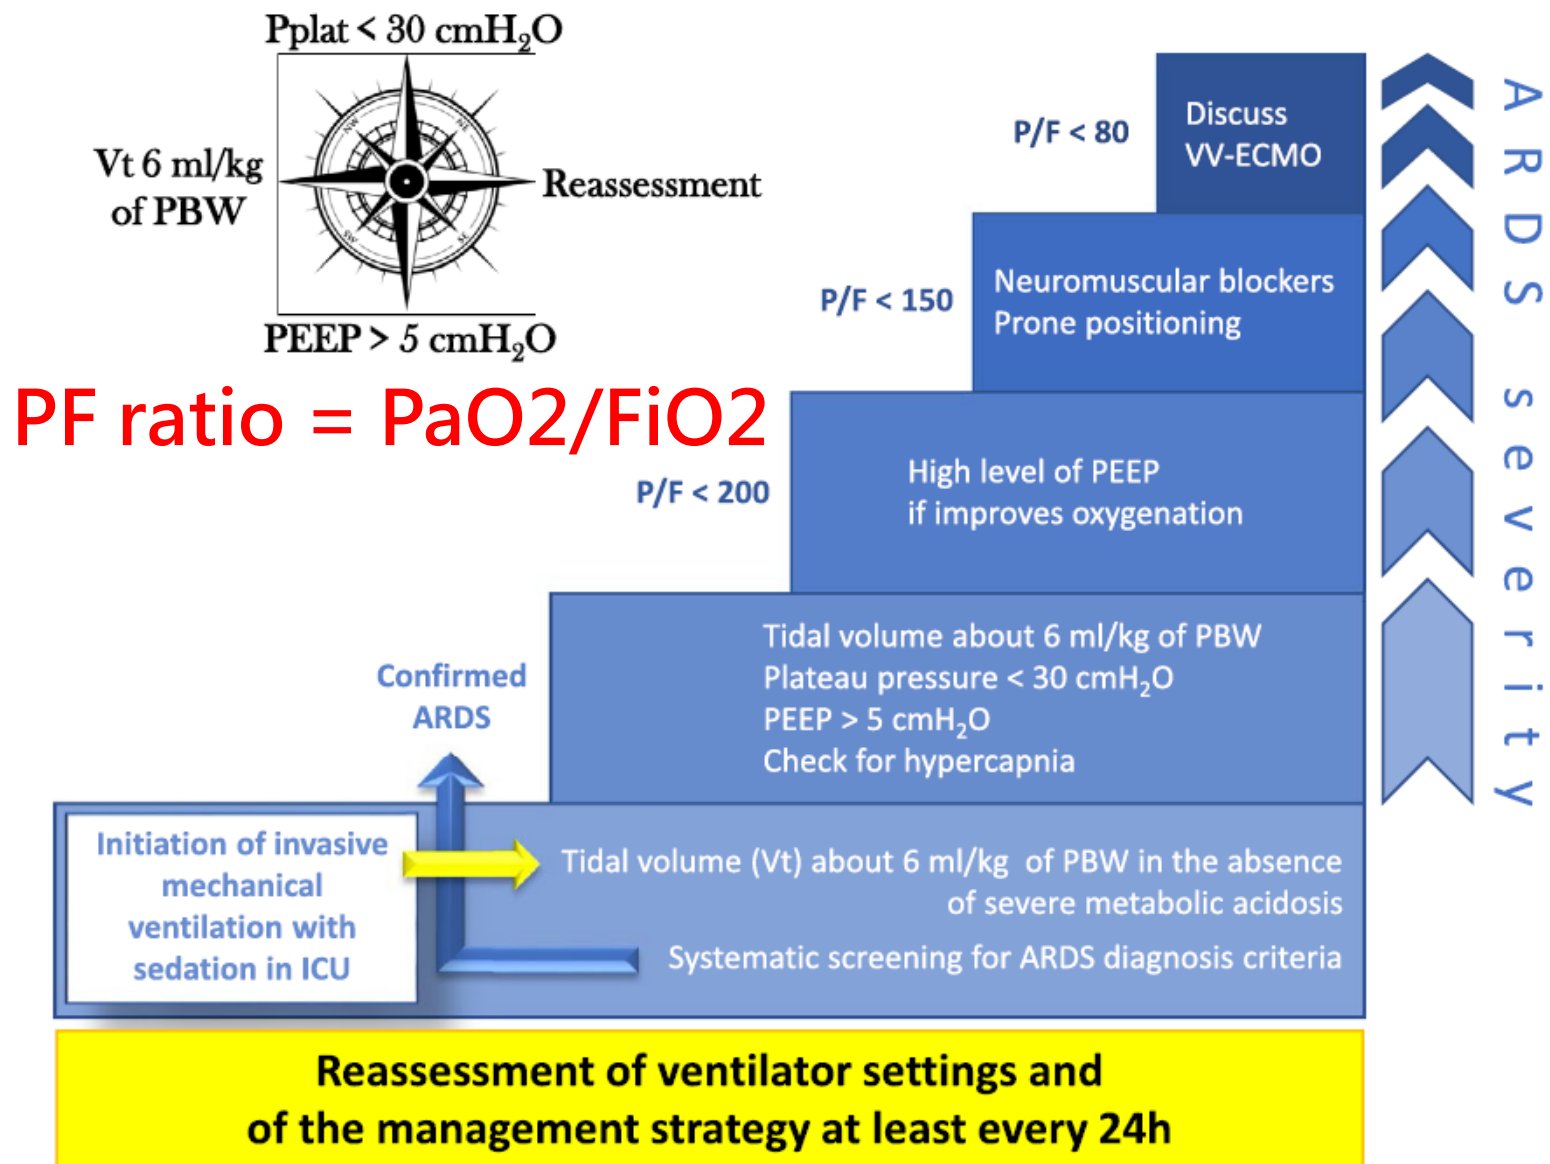 Pplat < 30 cmH₂O
NW
NE
Vt 6 ml/kg
of PBW
Reassessment
SW
SE
PEEP > 5 cmH₂O
PF ratio = PaO2/FiO2
P/F < 80
Discuss
VV-ECMO
P/F < 150
Neuromuscular blockers
Prone positioning
P/F < 200
High level of PEEP
if improves oxygenation
Confirmed
ARDS
Tidal volume about 6 ml/kg of PBW
Plateau pressure < 30 cmH₂O
PEEP > 5 cmH₂O
Check for hypercapnia
Initiation of invasive
mechanical
ventilation with
sedation in ICU
Tidal volume (Vt) about 6 ml/kg of PBW in the absence
of severe metabolic acidosis
Systematic screening for ARDS diagnosis criteria
ARDS severity
Reassessment of ventilator settings and
of the management strategy at least every 24h